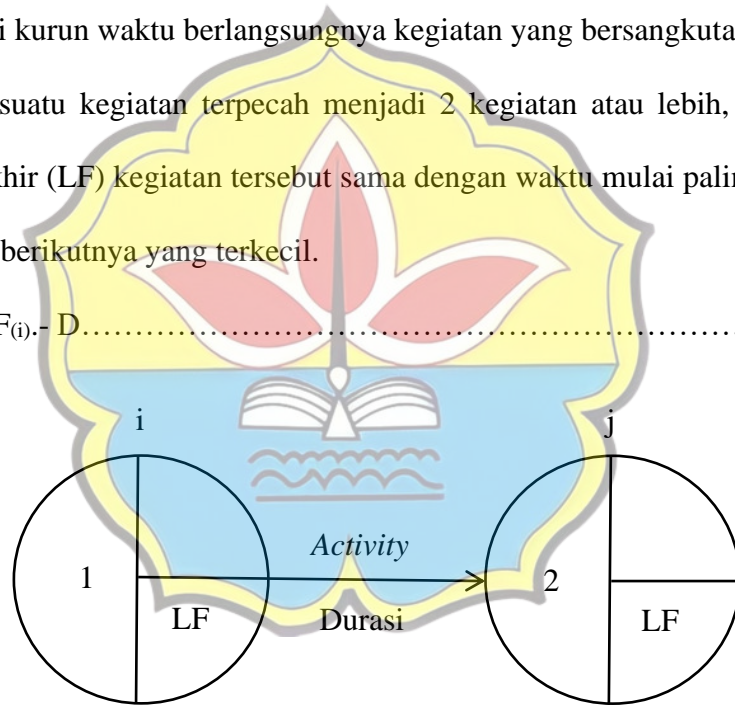 i kurun waktu berlangsungnya kegiatan yang bersangkuta
suatu kegiatan terpecah menjadi 2 kegiatan atau lebih,
hir (LF) kegiatan tersebut sama dengan waktu mulai palin
berikutnya yang terkecil.
F(i).- D……………………………………………………
i j
Activity
1 2
LF Durasi LF